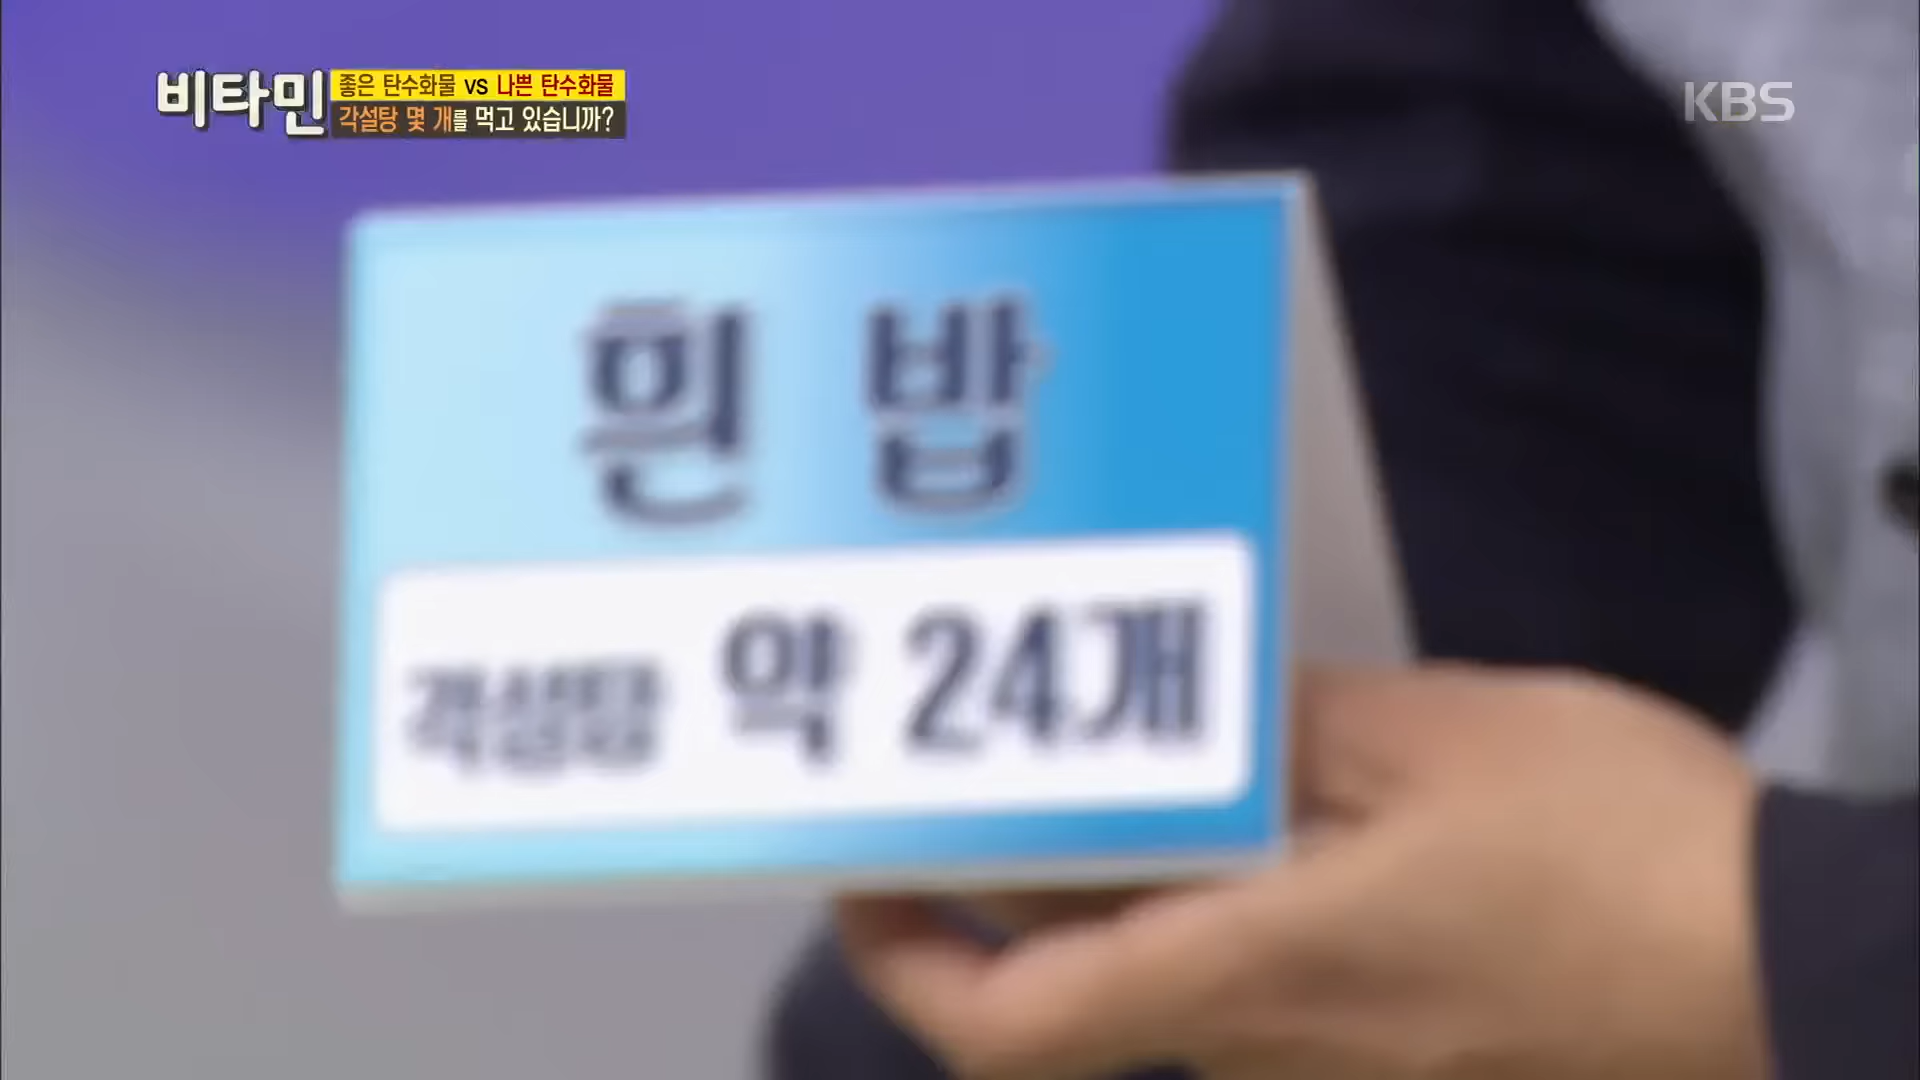 비타민
좋은 탄수화물 vs 나쁜 탄수화물
각설탕 몇 개를 먹고 있습니까?
KBS
흰 밥
각설탕 약 24개